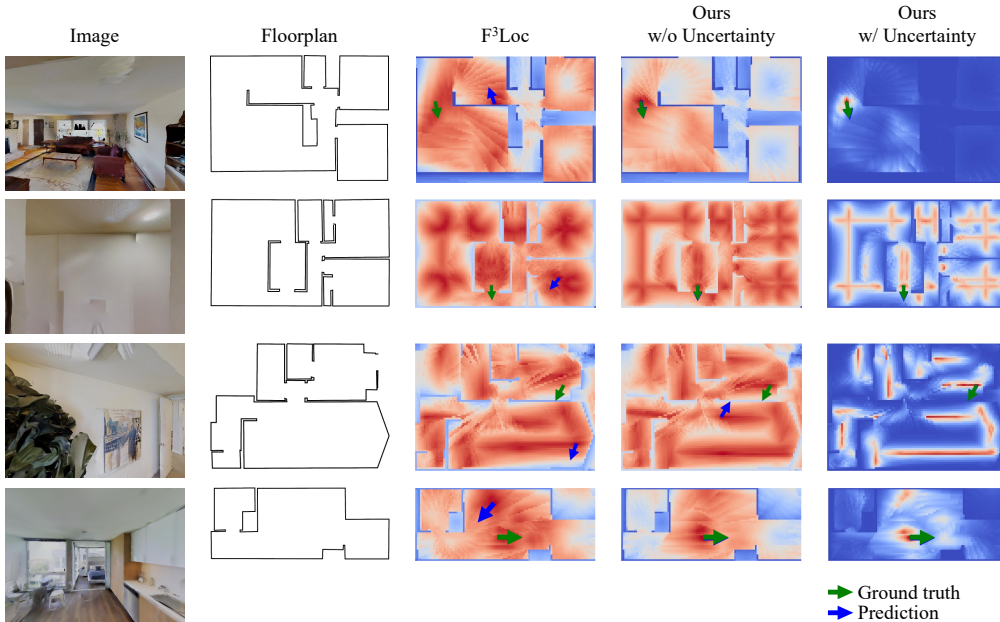 Image
Floorplan
F³Loc
Ours
w/o Uncertainty
Ours
w/ Uncertainty
Ground truth
Prediction